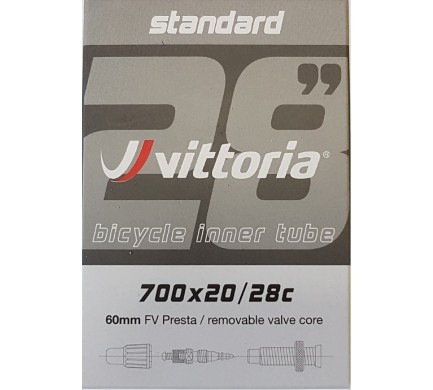 standard
28"
vittoria®
bicycle inner tube
700x20/28c
60mm FV Presta / removable valve core